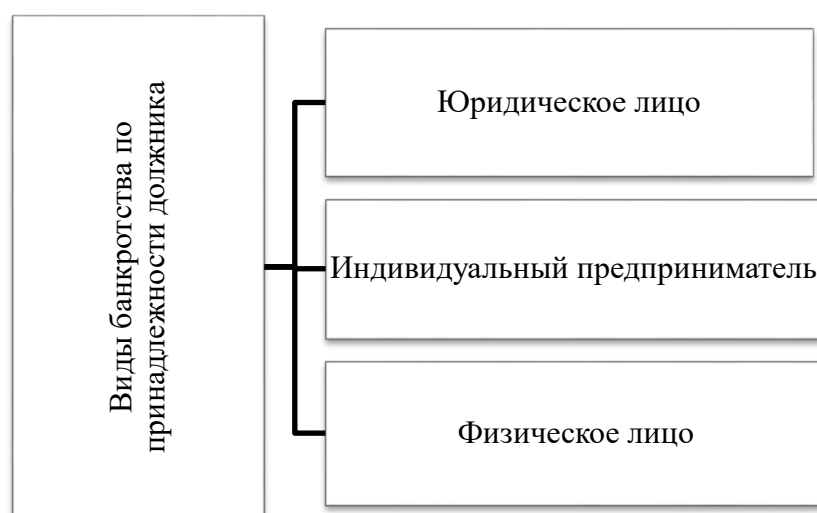 Виды банкротства по
принадлежности должника
Юридическое лицо
Индивидуальный предприниматель
Физическое лицо